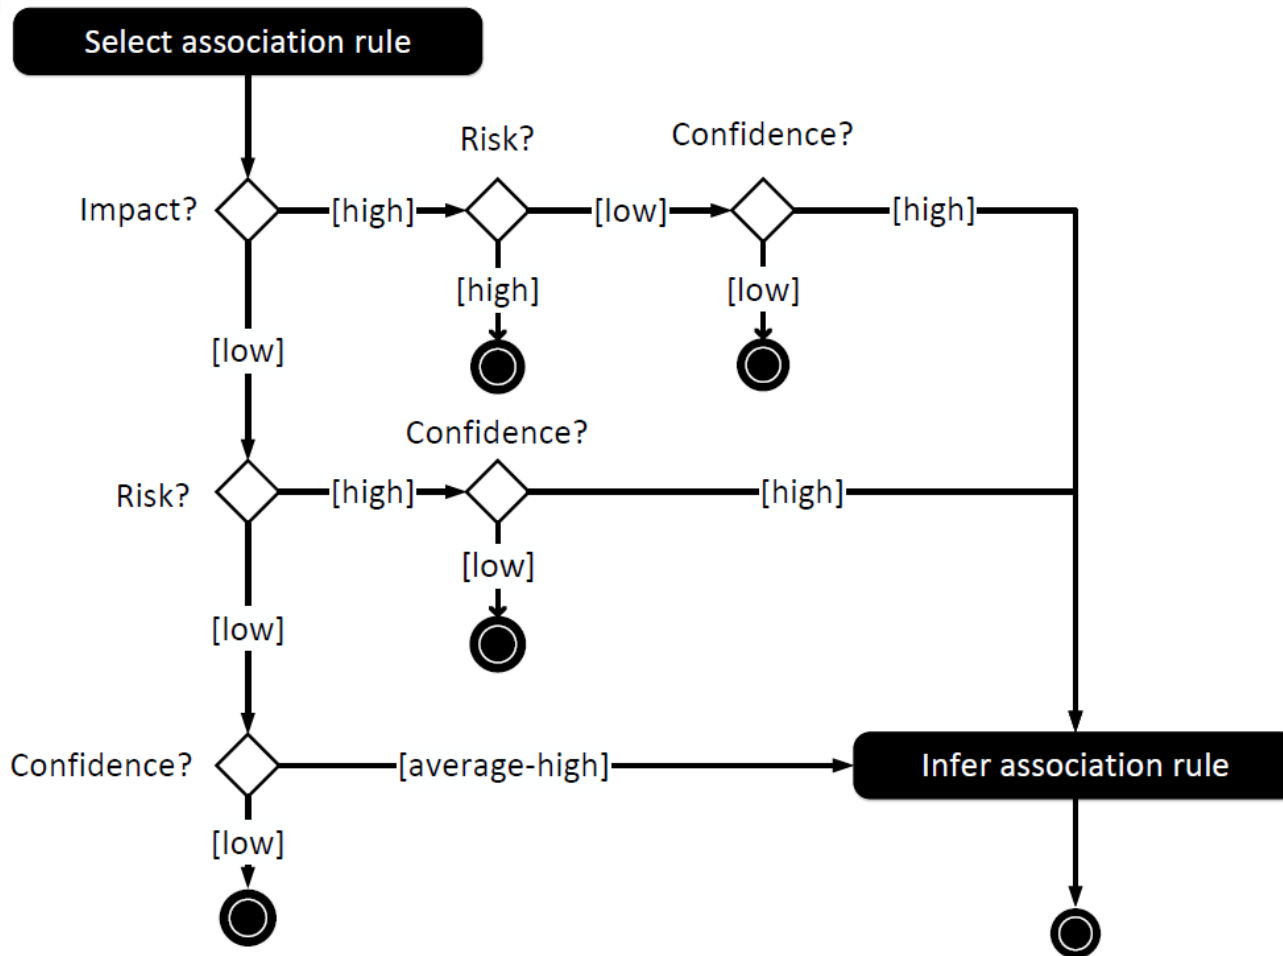 Select association rule
Risk?
Confidence?
Impact?
[high]
[low]
[high]
[high]
[low]
[low]
Confidence?
Risk?
[high]
[high]
[low]
[low]
Confidence?
[average-high]
Infer association rule
[low]